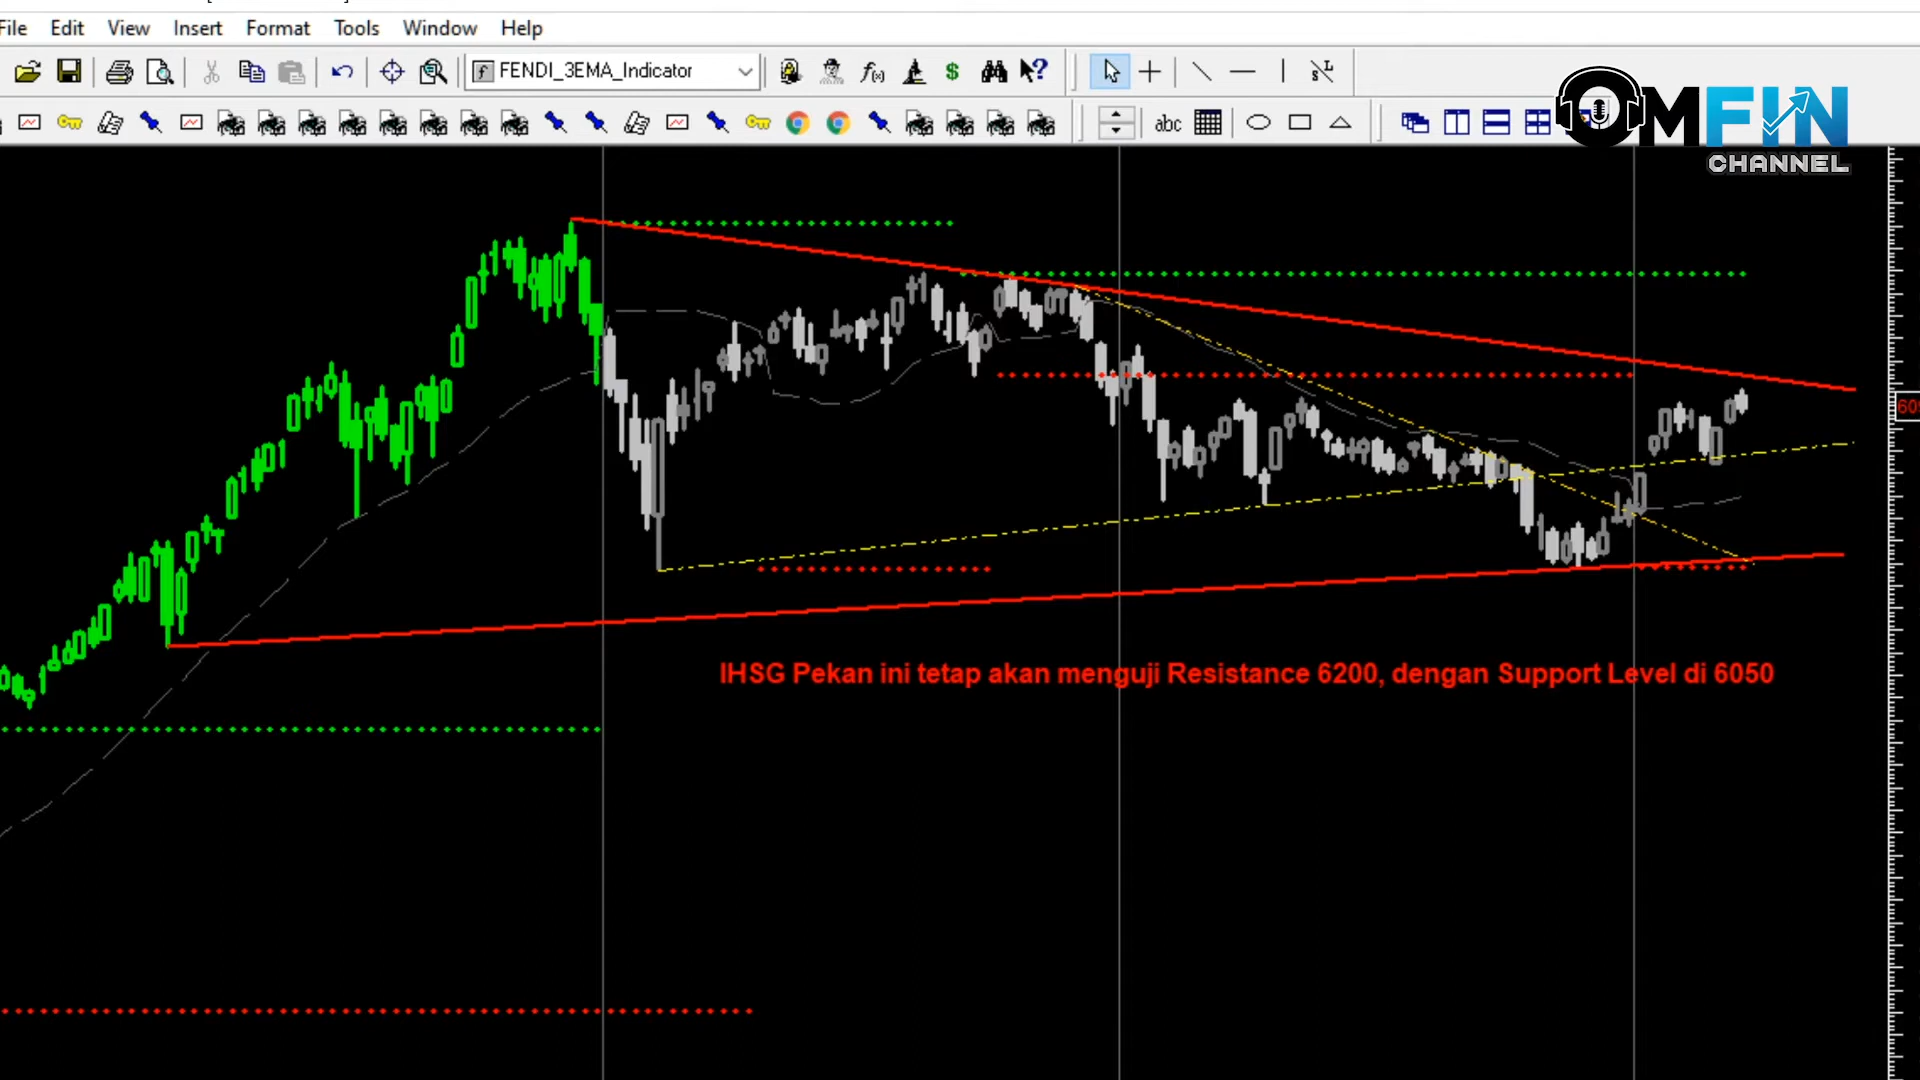 File Edit View Insert Format Tools Window Help
FENDI_3EMA_Indicator
abc
OMFIN
CHANNEL
IHSG Pekan ini tetap akan menguji Resistance 6200, dengan Support Level di 6050